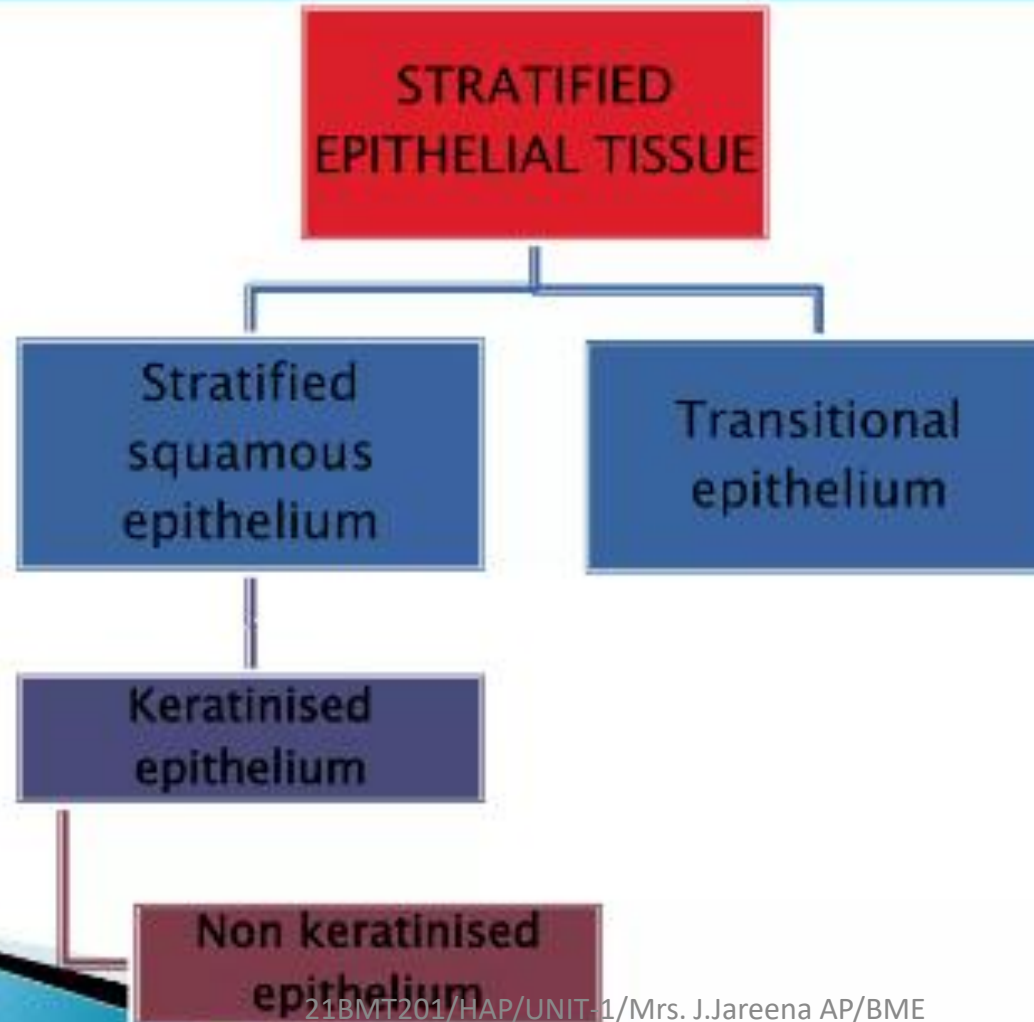 STRATIFIED
EPITHELIAL TISSUE
Stratified
squamous
epithelium
Transitional
epithelium
Keratinised
epithelium
Non keratinised
epithelium
21BMT201/HAP/UNIT-1/Mrs. J.Jareena AP/BME